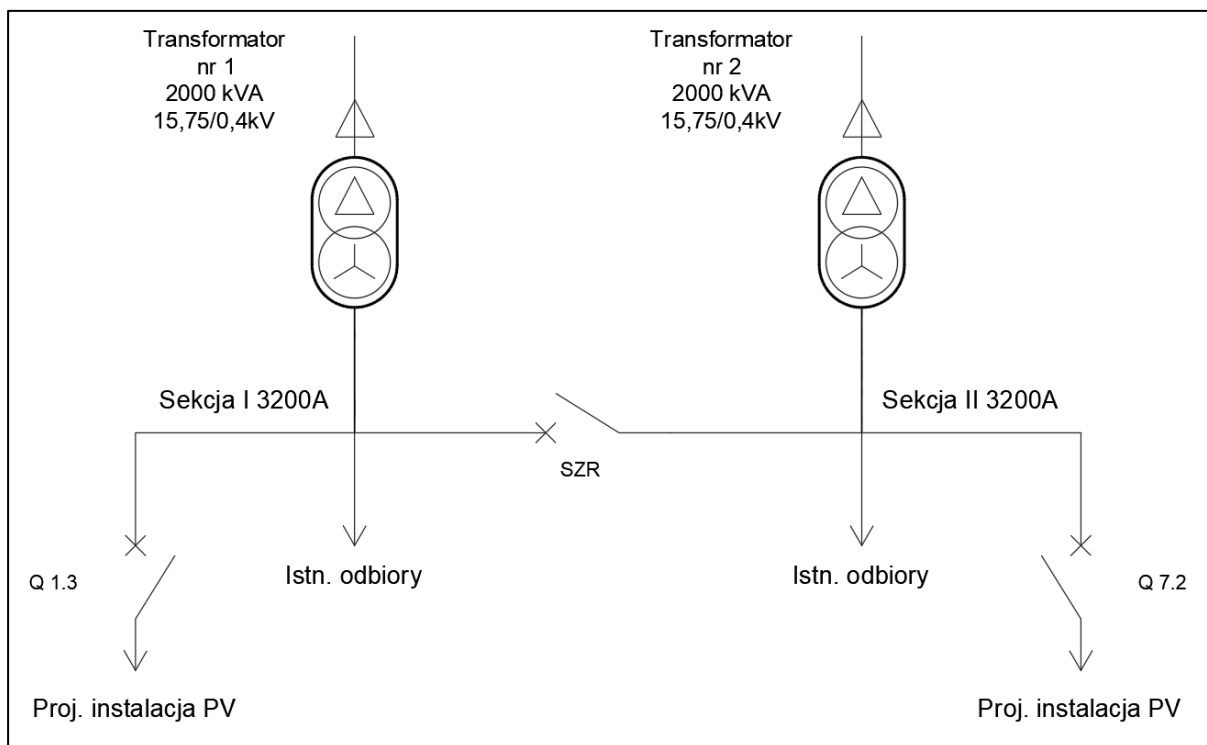 Transformator
nr 1
2000 kVA
15,75/0,4kV
Transformator
nr 2
2000 kVA
15,75/0,4kV
Sekcja I 3200A
Sekcja II 3200A
SZR
Q 1.3
Istn. odbiory
Istn. odbiory
Q 7.2
Proj. instalacja PV
Proj. instalacja PV